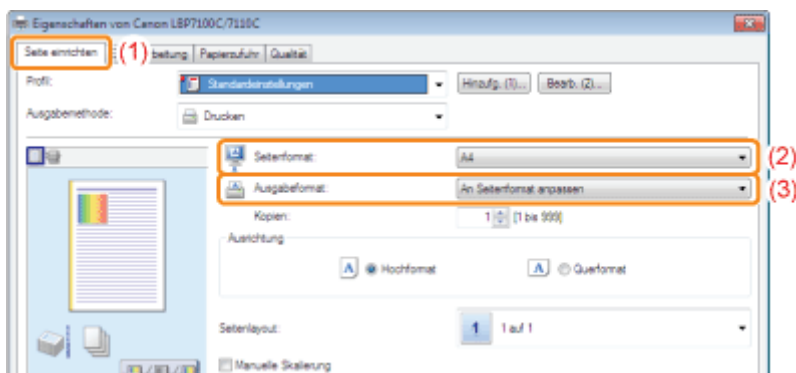 Eigenschaften von Canon LBP7100C/7110C
Seite einrichten (1) beitung Papierzufuhr Qualität
Profil: Standardeinstellungen Hinzufg. (1)... Bearb. (2)...
Ausgabemethode: Drucken
Seitenformat: A4 (2)
Ausgabeformat: An Seitenformat anpassen (3)
Kopien: 1 [1 bis 999]
Ausrichtung
A Hochformat A Querformat
Seitenlayout: 1 1 auf 1
Manuelle Skalierung